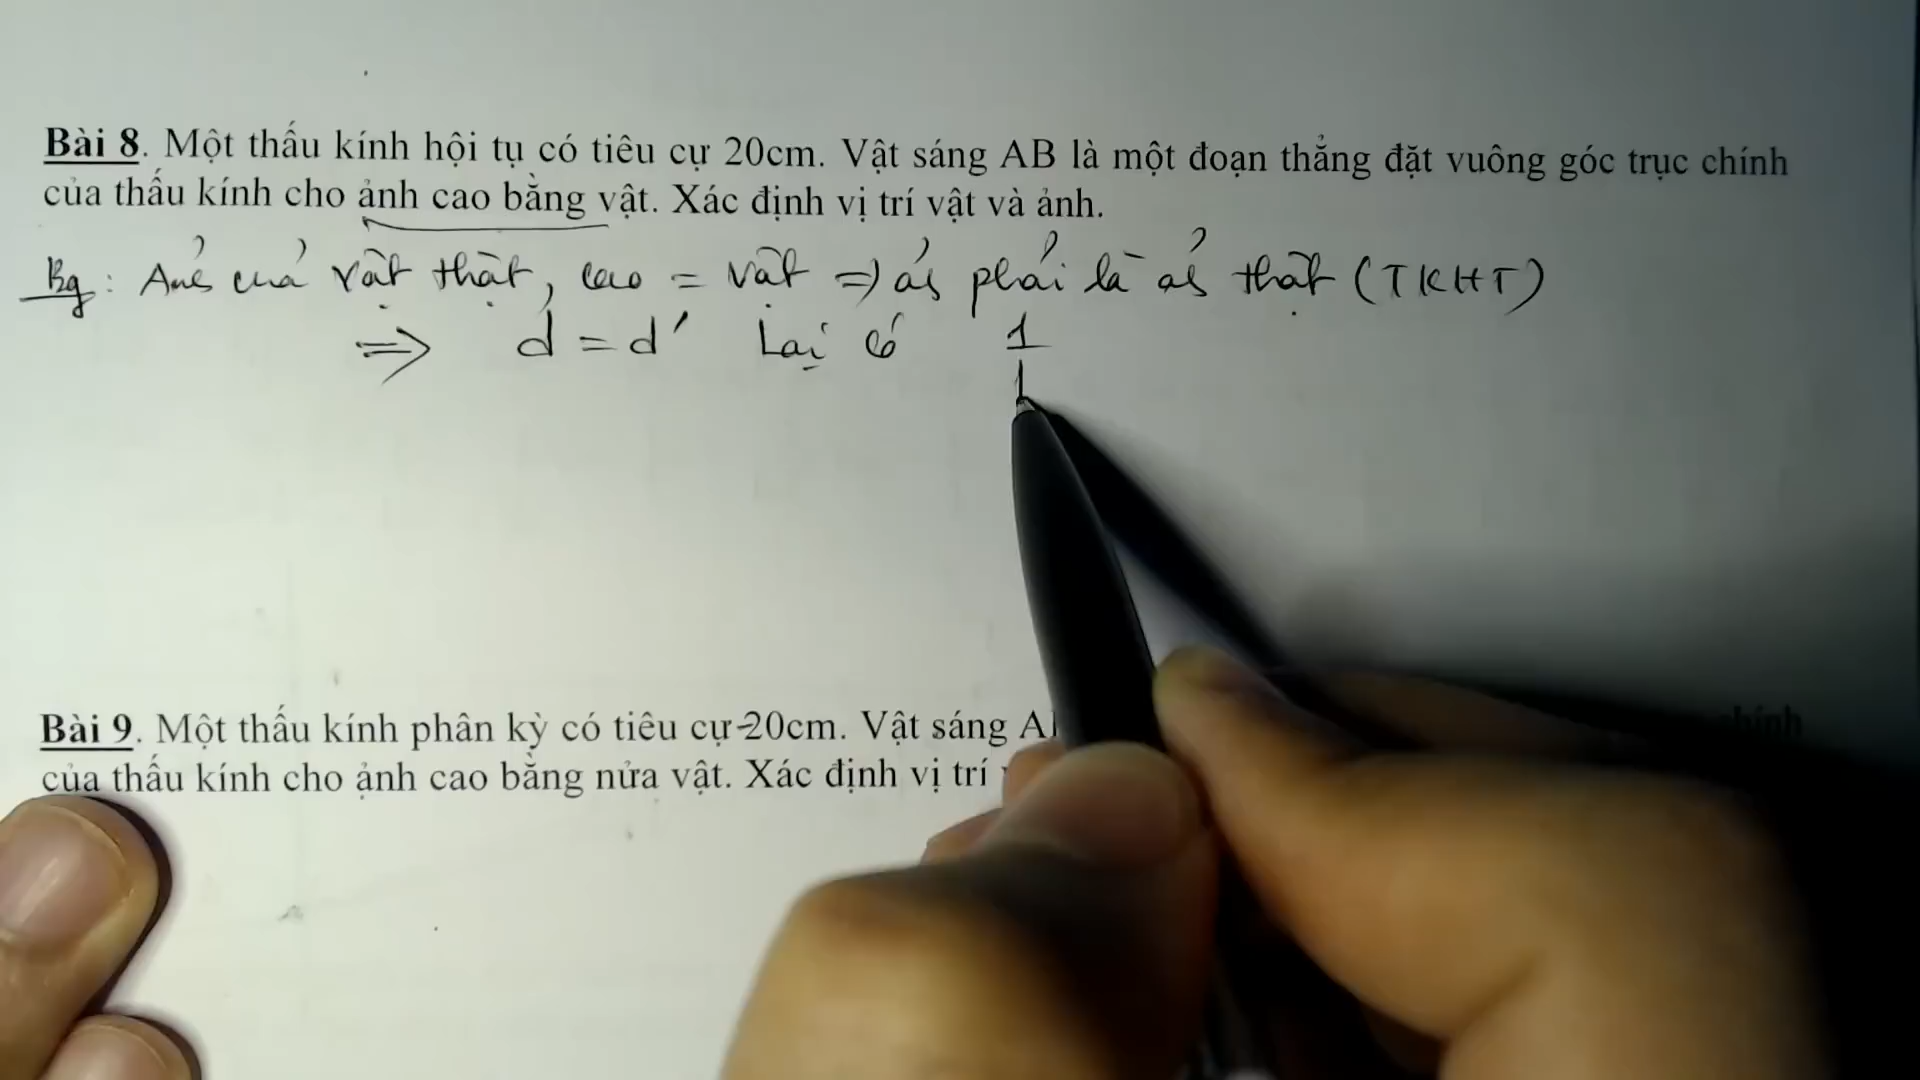 Bài 8. Một thấu kính hội tụ có tiêu cự 20cm. Vật sáng AB là một đoạn thẳng đặt vuông góc trục chính
của thấu kính cho ảnh cao bằng vật. Xác định vị trí vật và ảnh.
Bg: Ảnh của vật thật, cao = vật => ảnh phải là ảnh thật (TKHT)
=> d = d' Lại có 1
Bài 9. Một thấu kính phân kỳ có tiêu cự-20cm. Vật sáng chính
của thấu kính cho ảnh cao bằng nửa vật. Xác định vị trí